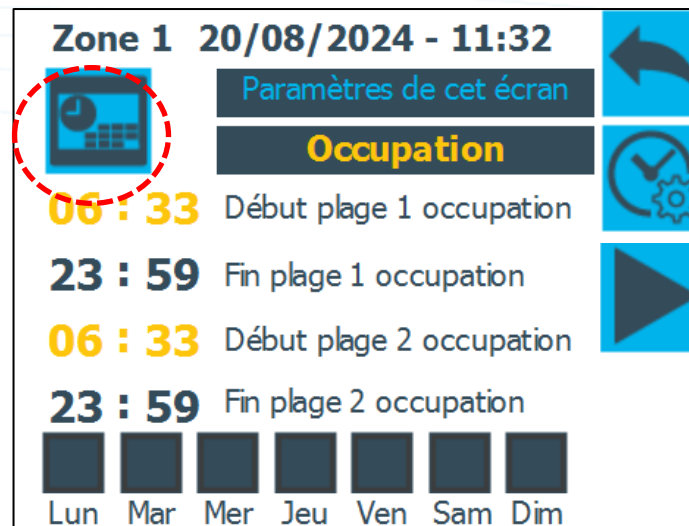 Zone 1 20/08/2024 - 11:32
Paramètres de cet écran
Occupation
06 : 33 Début plage 1 occupation
23 : 59 Fin plage 1 occupation
06 : 33 Début plage 2 occupation
23 : 59 Fin plage 2 occupation
Lun Mar Mer Jeu Ven Sam Dim